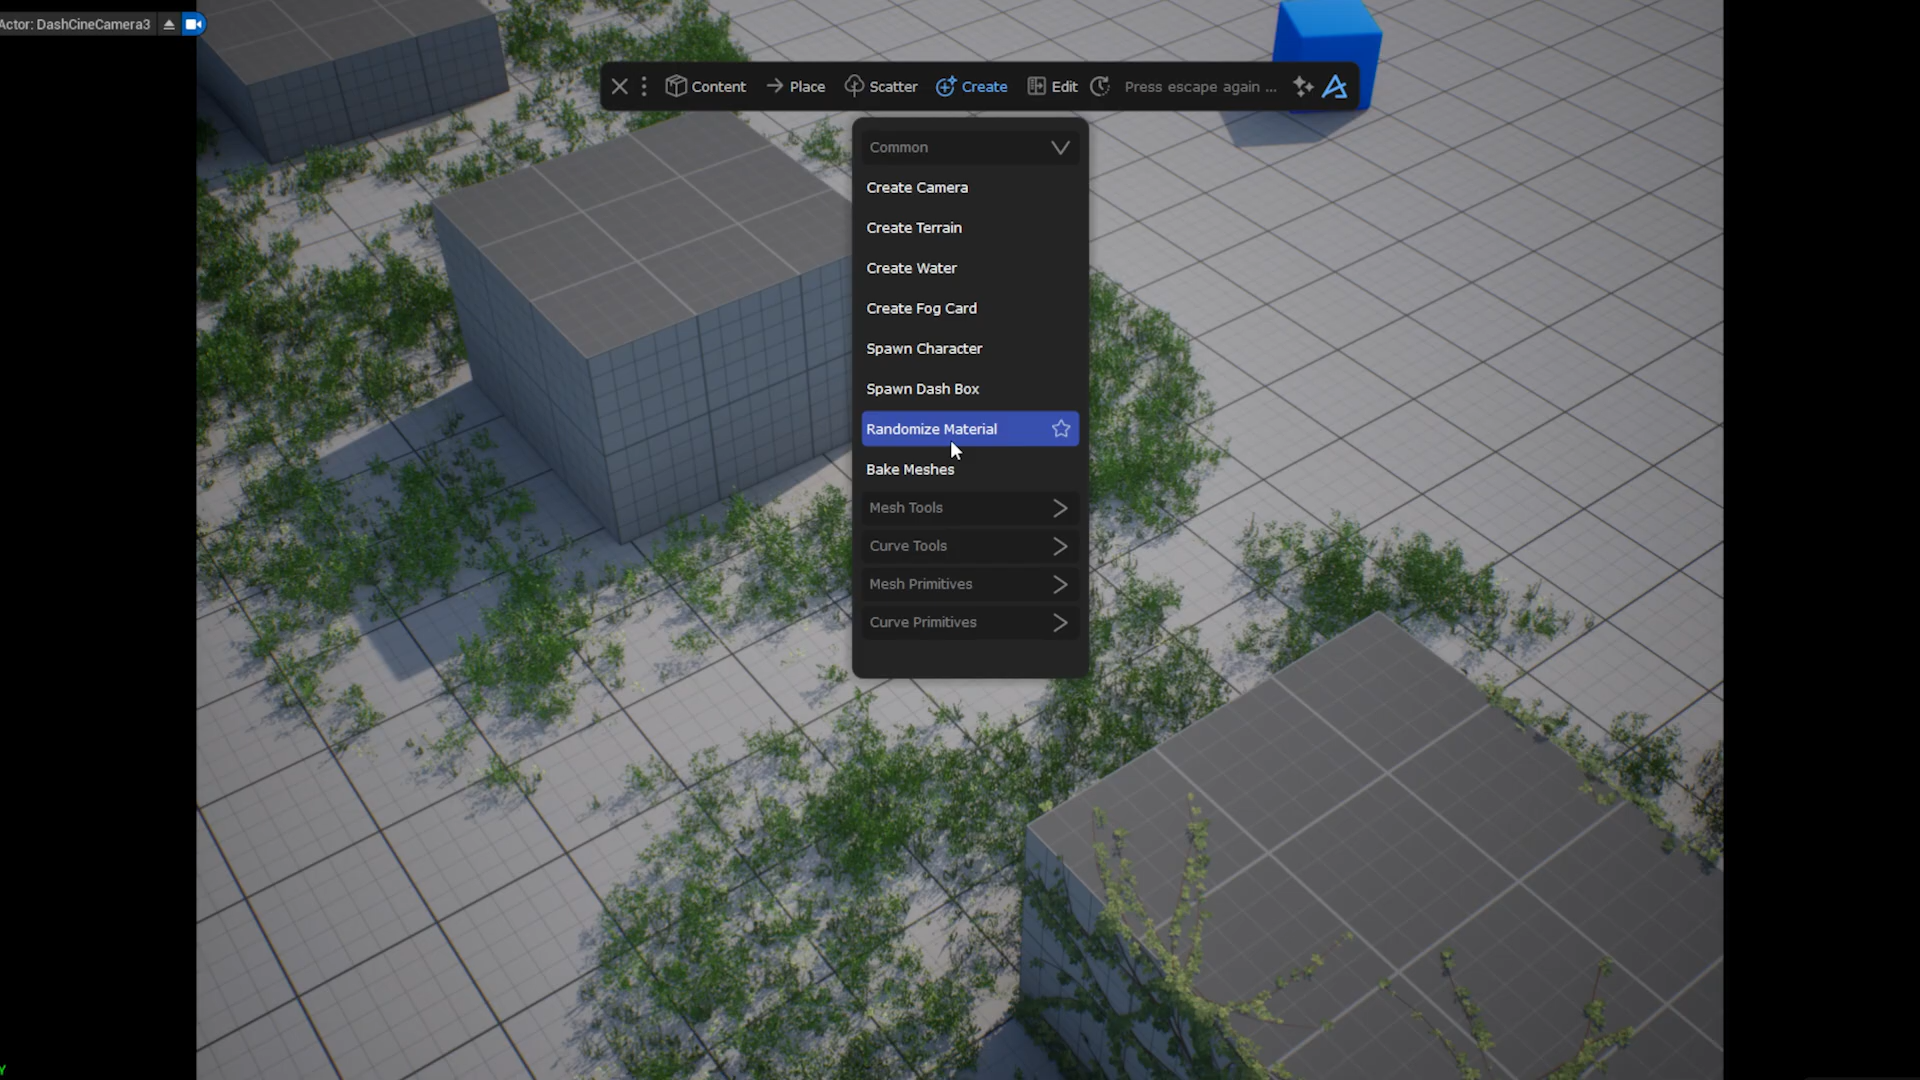 Actor: DashCineCamera3
Content
Place
Scatter
Create
Edit
Press escape again ...
Common
Create Camera
Create Terrain
Create Water
Create Fog Card
Spawn Character
Spawn Dash Box
Randomize Material
Bake Meshes
Mesh Tools
Curve Tools
Mesh Primitives
Curve Primitives
Y